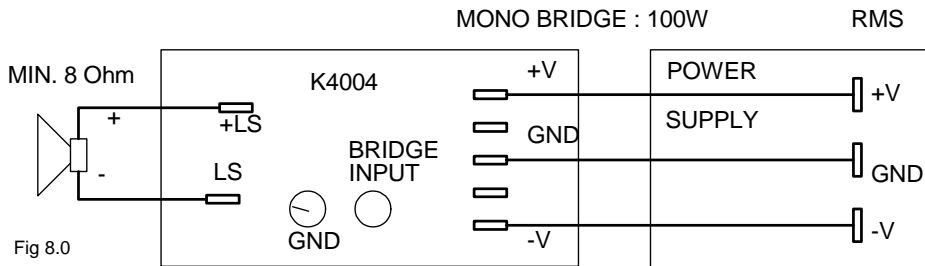 MONO BRIDGE : 100W RMS
MIN. 8 Ohm
K4004
+V
POWER
+V
+
+LS
SUPPLY
GND
BRIDGE
INPUT
-
LS
GND
GND
-V
-V
Fig 8.0